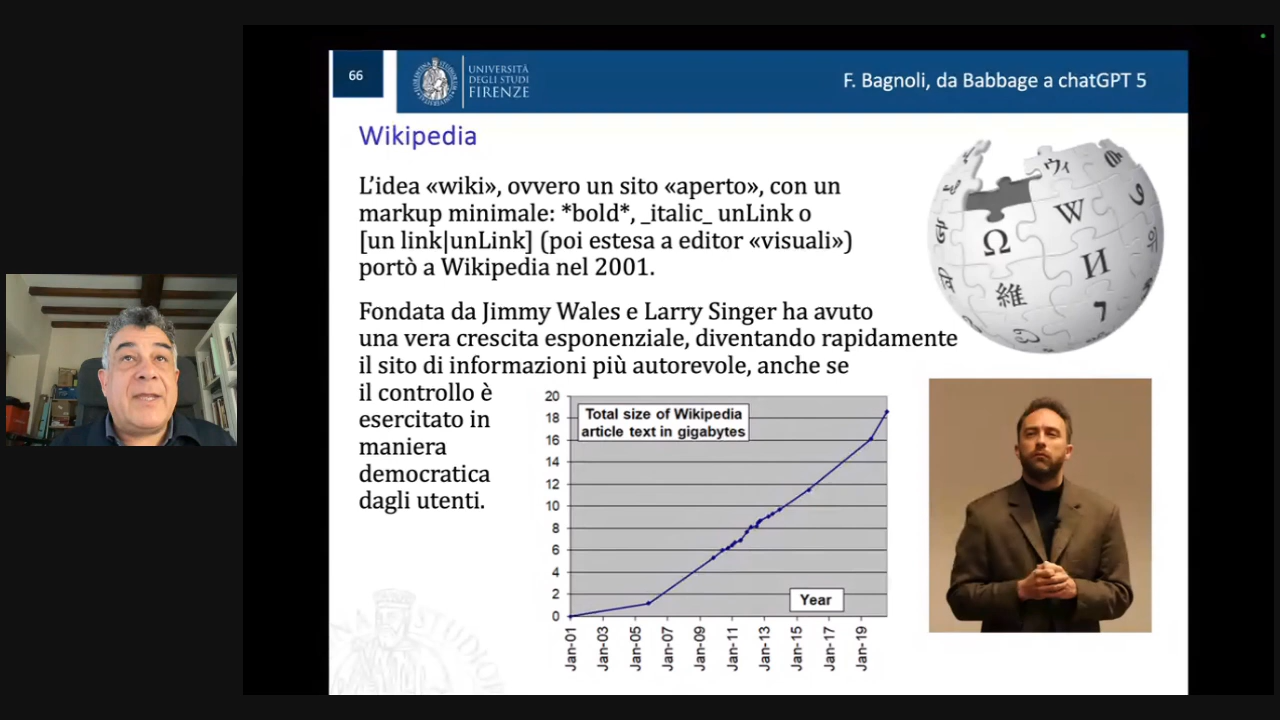 66
UNIVERSITÀ
DEGLI STUDI
FIRENZE
F. Bagnoli, da Babbage a chatGPT 5
Wikipedia
L'idea «wiki», ovvero un sito «aperto», con un
markup minimale: *bold*, _italic_ unLink o
[un link|unLink] (poi estesa a editor «visuali»)
portò a Wikipedia nel 2001.
Fondata da Jimmy Wales e Larry Singer ha avuto
una vera crescita esponenziale, diventando rapidamente
il sito di informazioni più autorevole, anche se
il controllo è
esercitato in
maniera
democratica
dagli utenti.
Total size of Wikipedia
article text in gigabytes
20
18
16
14
12
10
8
6
4
2
0
Year
Jan-01
Jan-03
Jan-05
Jan-07
Jan-09
Jan-11
Jan-13
Jan-15
Jan-17
Jan-19
Ω
W
И
維
ウィ
7